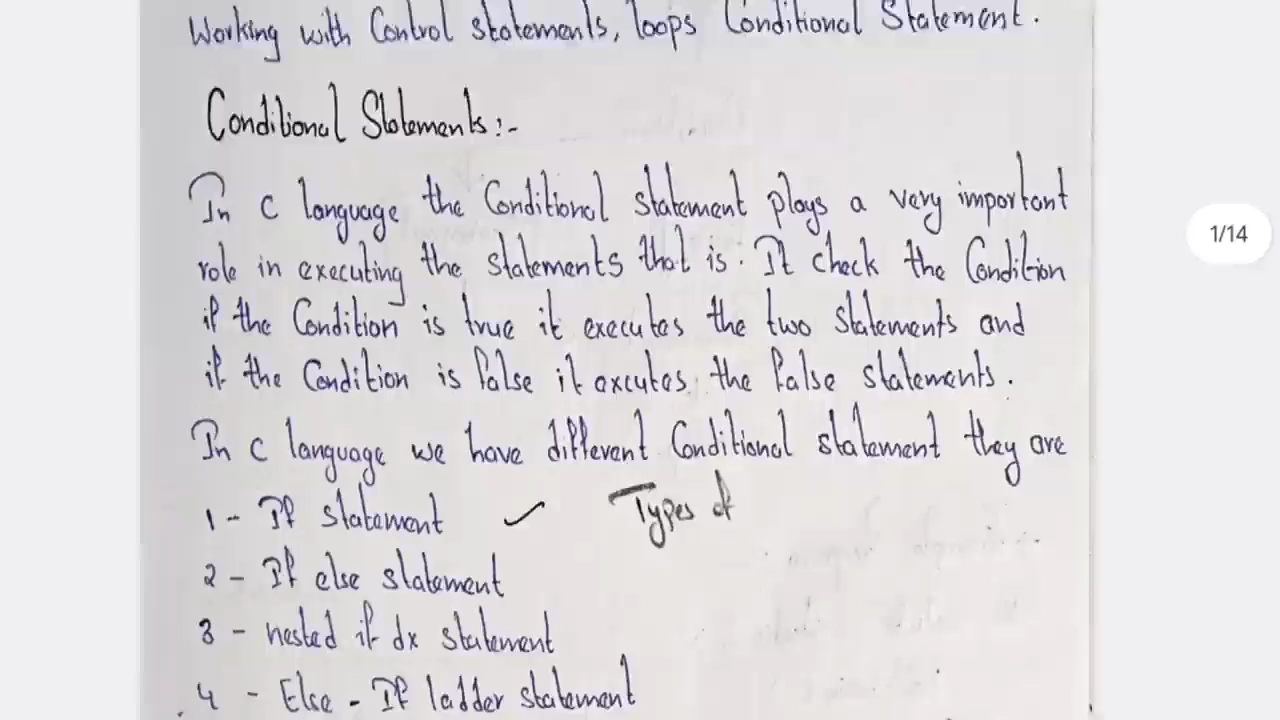 Working with Control statements, loops Conditional Statement.
Conditional Statements:-
In C language the Conditional statement plays a very important
role in executing the statements that is. It check the Condition
if the Condition is true it executes the two statements and
if the Condition is false it excutes the false statements.
In C language we have different Conditional statement they are
1 - If statement ✓ Types of
2 - If else statement
3 - nested if dx statement
4 - Else - If ladder statement
1/14